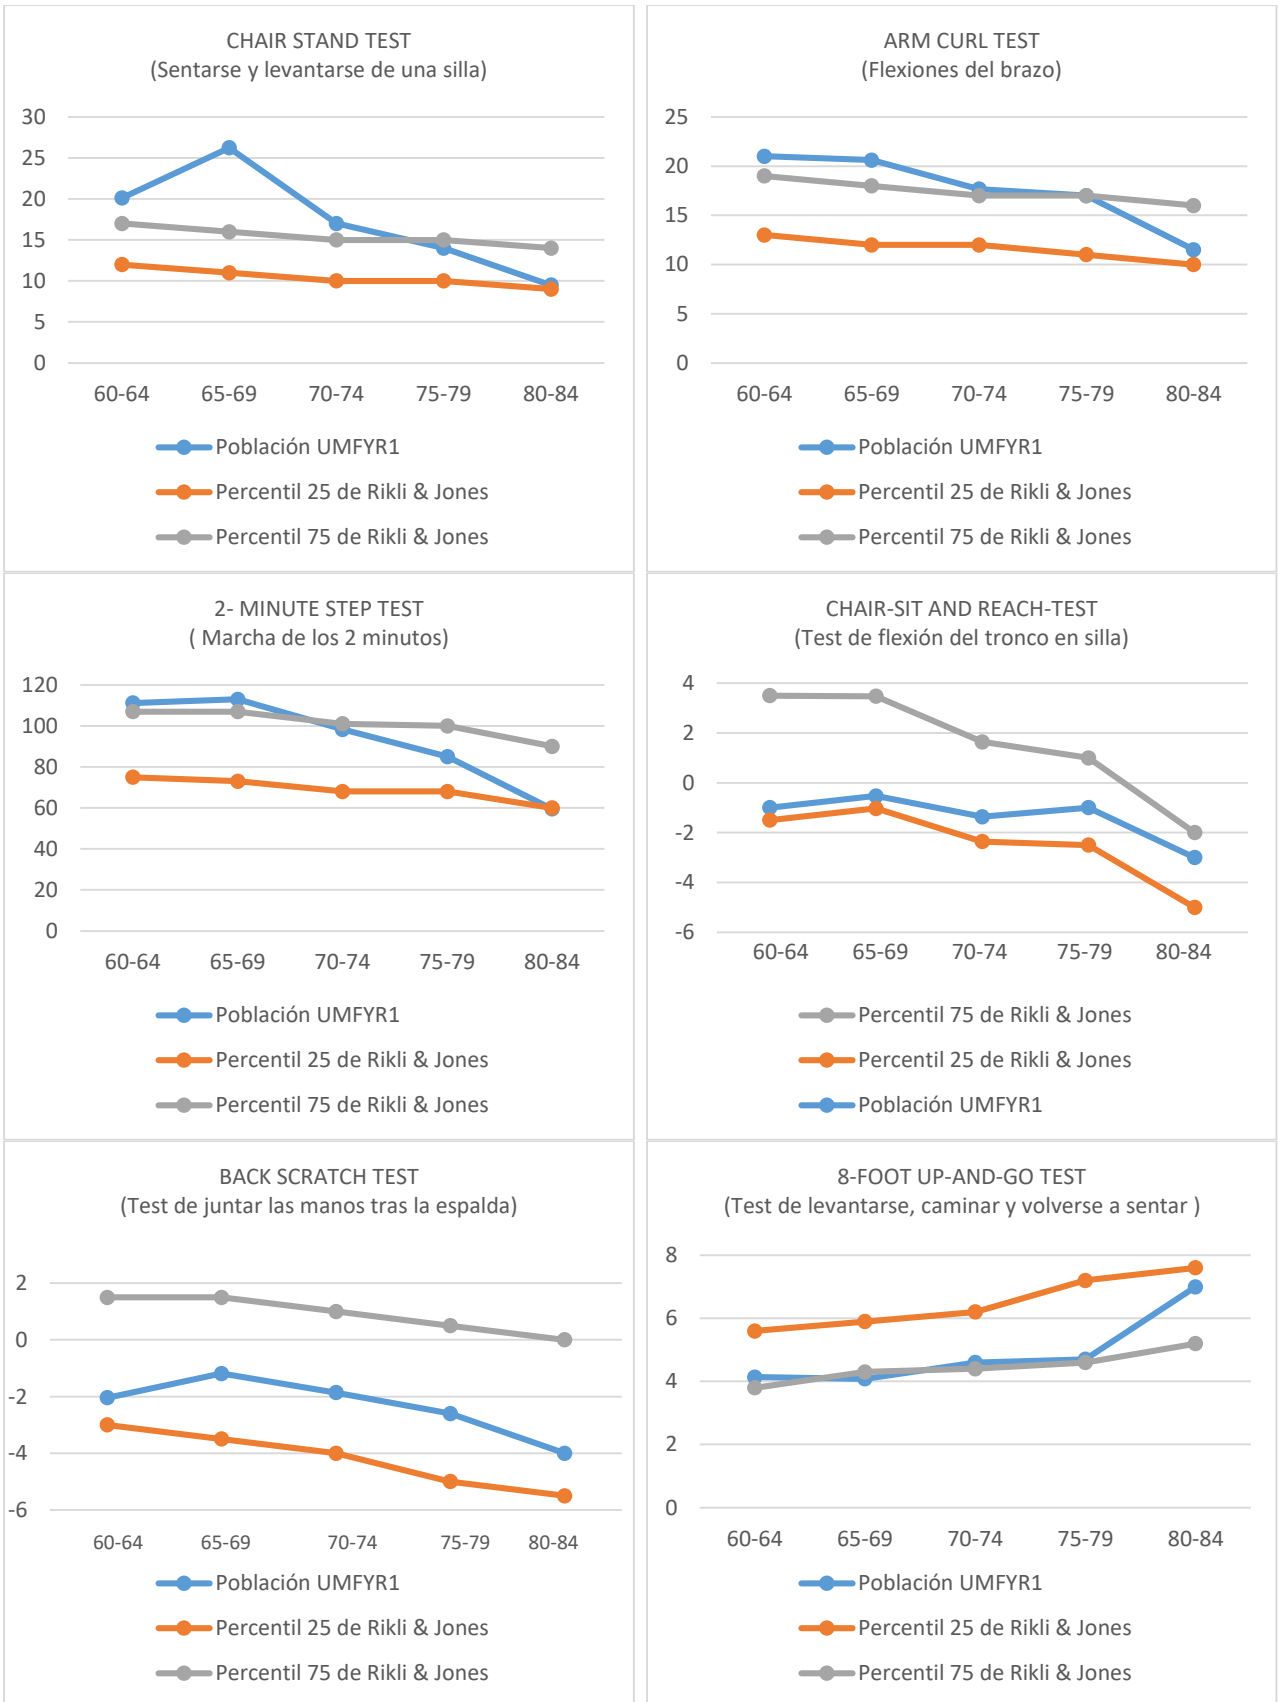 CHAIR STAND TEST
(Sentarse y levantarse de una silla)
30
25
20
15
10
5
0
60-64 65-69 70-74 75-79 80-84
Población UMFYR1
Percentil 25 de Rikli & Jones
Percentil 75 de Rikli & Jones
ARM CURL TEST
(Flexiones del brazo)
25
20
15
10
5
0
60-64 65-69 70-74 75-79 80-84
Población UMFYR1
Percentil 25 de Rikli & Jones
Percentil 75 de Rikli & Jones
2- MINUTE STEP TEST
( Marcha de los 2 minutos)
120
100
80
60
40
20
0
60-64 65-69 70-74 75-79 80-84
Población UMFYR1
Percentil 25 de Rikli & Jones
Percentil 75 de Rikli & Jones
CHAIR-SIT AND REACH-TEST
(Test de flexión del tronco en silla)
4
2
0
-2
-4
-6
60-64 65-69 70-74 75-79 80-84
Percentil 75 de Rikli & Jones
Percentil 25 de Rikli & Jones
Población UMFYR1
BACK SCRATCH TEST
(Test de juntar las manos tras la espalda)
2
0
-2
-4
-6
60-64 65-69 70-74 75-79 80-84
Población UMFYR1
Percentil 25 de Rikli & Jones
Percentil 75 de Rikli & Jones
8-FOOT UP-AND-GO TEST
(Test de levantarse, caminar y volverse a sentar )
8
6
4
2
0
60-64 65-69 70-74 75-79 80-84
Población UMFYR1
Percentil 25 de Rikli & Jones
Percentil 75 de Rikli & Jones